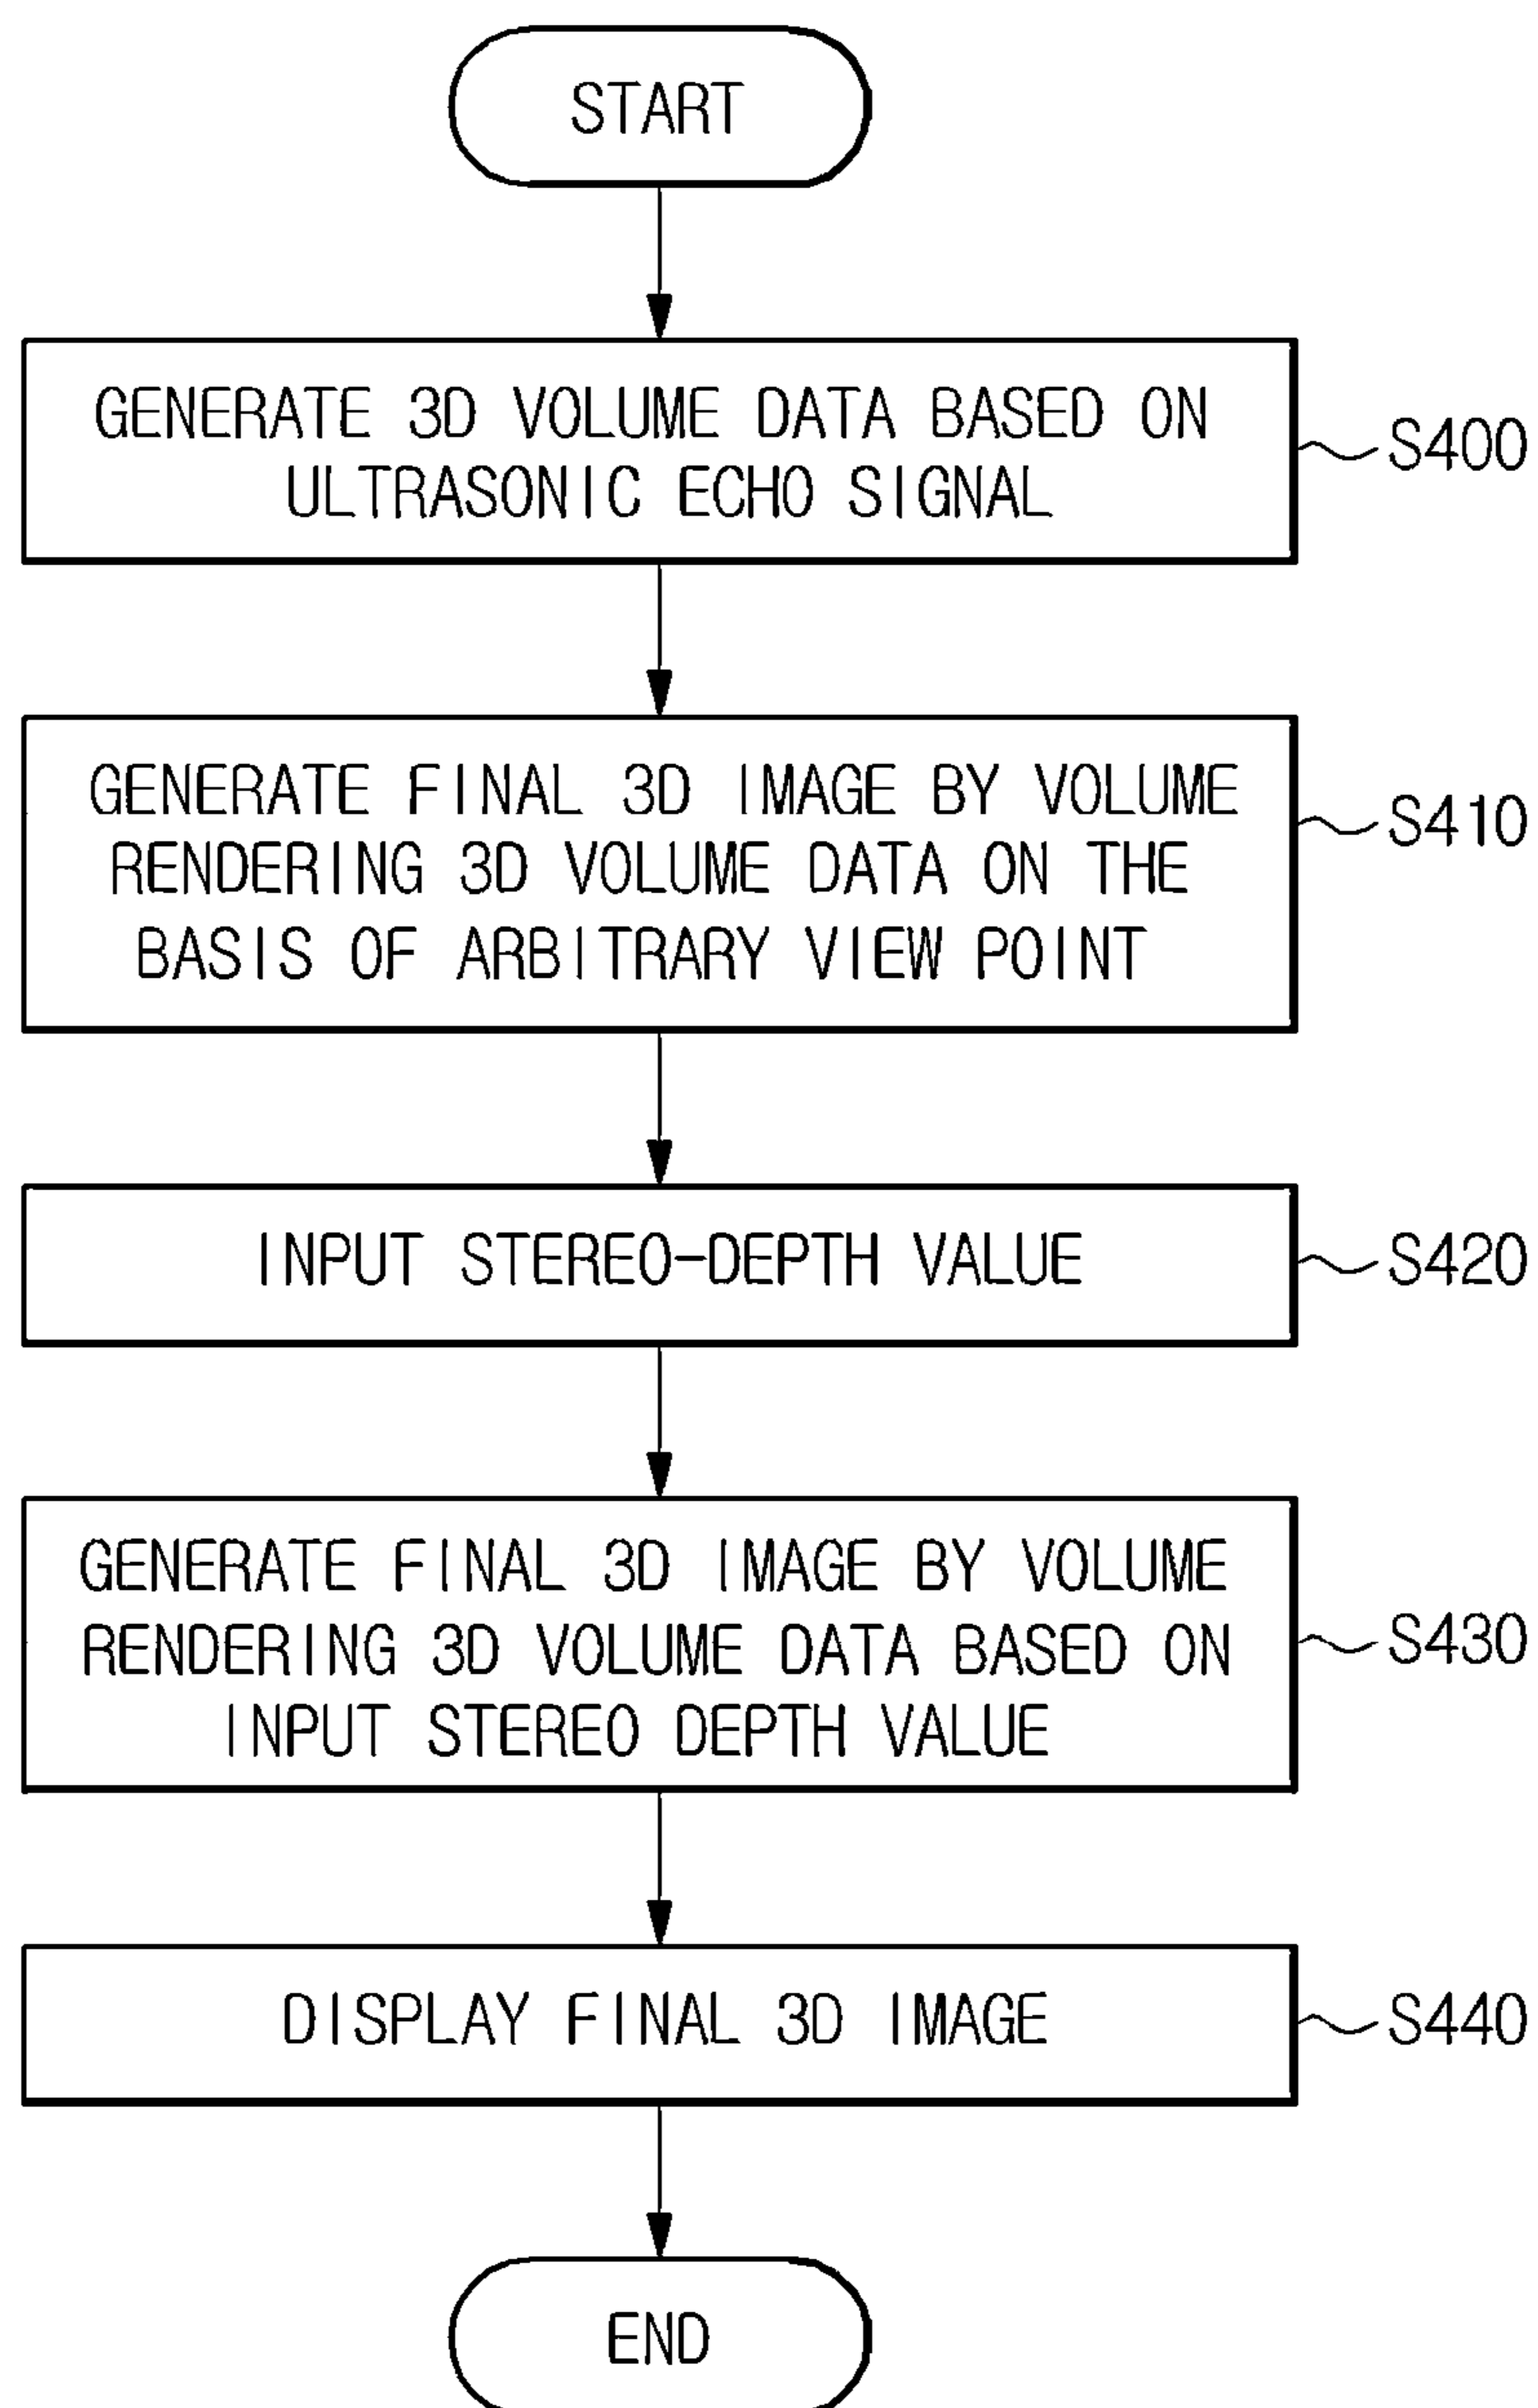 START
GENERATE 3D VOLUME DATA BASED ON
ULTRASONIC ECHO SIGNAL
S400
GENERATE FINAL 3D IMAGE BY VOLUME
RENDERING 3D VOLUME DATA ON THE
BASIS OF ARBITRARY VIEW POINT
S410
INPUT STEREO-DEPTH VALUE
S420
GENERATE FINAL 3D IMAGE BY VOLUME
RENDERING 3D VOLUME DATA BASED ON
INPUT STEREO DEPTH VALUE
S430
DISPLAY FINAL 3D IMAGE
S440
END